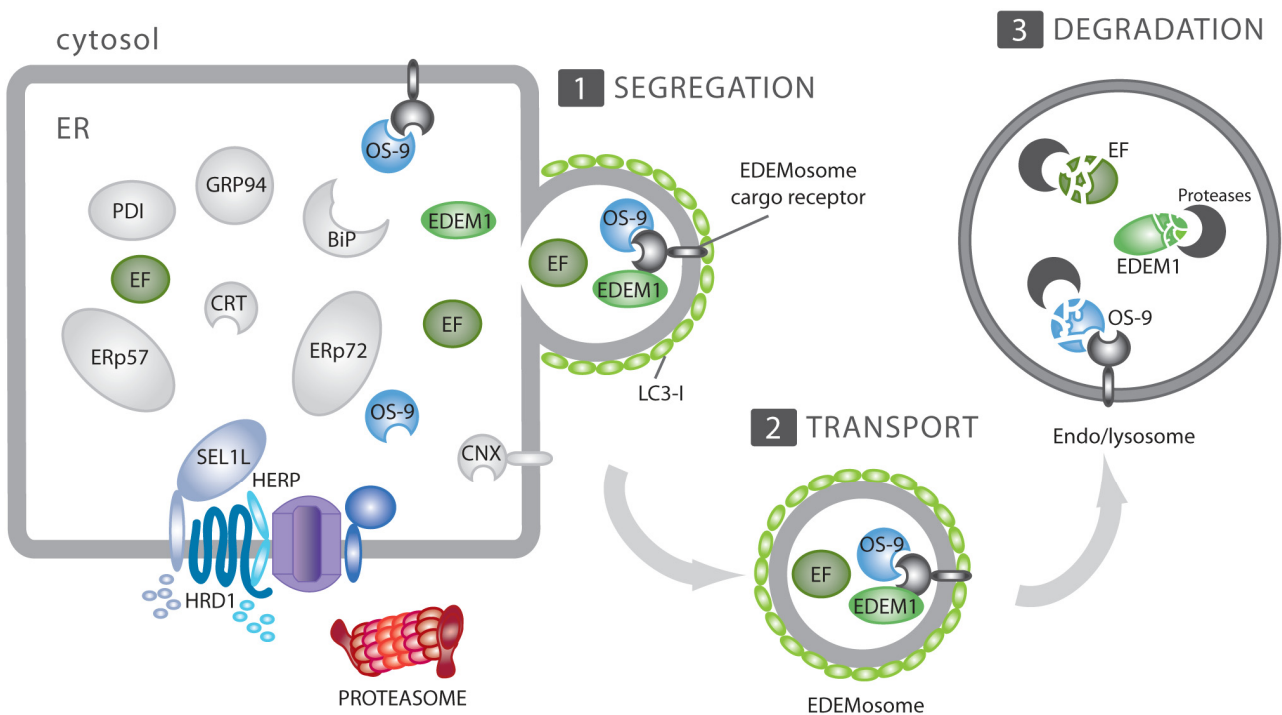 cytosol
ER
OS-9
GRP94
PDI
BiP
EDEM1
EF
CRT
EF
ERp57
ERp72
OS-9
SEL1L
CNX
HERP
HRD1
PROTEASOME
1 SEGREGATION
EDEMosome
cargo receptor
OS-9
EF
EDEM1
LC3-I
2 TRANSPORT
OS-9
EF
EDEM1
EDEMosome
3 DEGRADATION
EF
Proteases
EDEM1
OS-9
Endo/lysosome